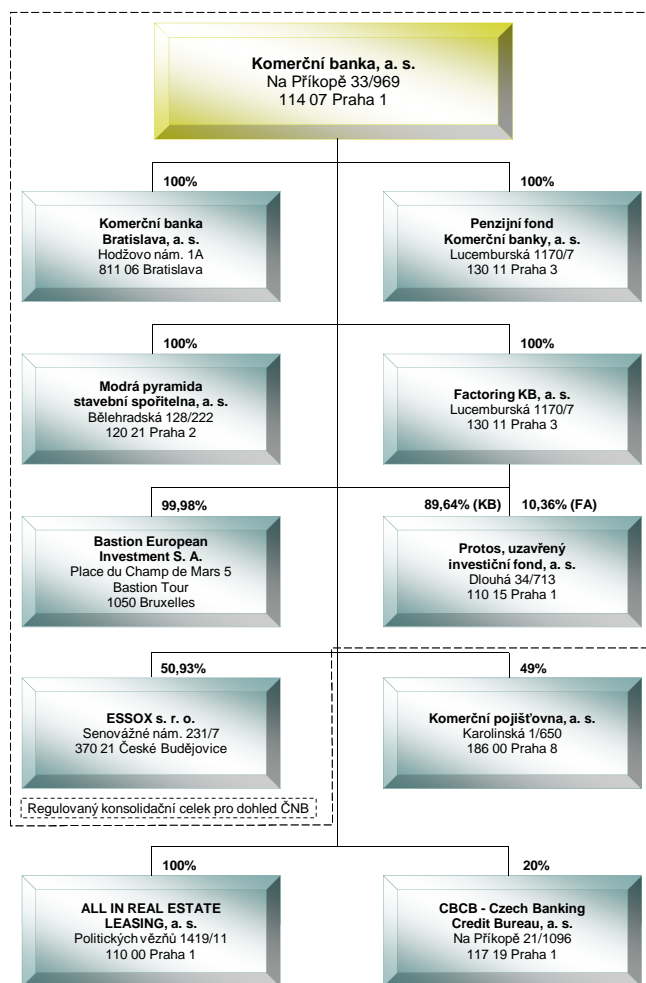 Komerční banka, a. s.
Na Příkopě 33/969
114 07 Praha 1
100%
Komerční banka
Bratislava, a. s.
Hodžovo nám. 1A
811 06 Bratislava
100%
Penzijní fond
Komerční banky, a. s.
Lucemburská 1170/7
130 11 Praha 3
100%
Modrá pyramida
stavební spořitelna, a. s.
Bělehradská 128/222
120 21 Praha 2
100%
Factoring KB, a. s.
Lucemburská 1170/7
130 11 Praha 3
99,98%
Bastion European
Investment S. A.
Place du Champ de Mars 5
Bastion Tour
1050 Bruxelles
89,64% (KB) 10,36% (FA)
Protos, uzavřený
investiční fond, a. s.
Dlouhá 34/713
110 15 Praha 1
50,93%
ESSOX s. r. o.
Senovážné nám. 231/7
370 21 České Budějovice
49%
Komerční pojišťovna, a. s.
Karolinská 1/650
186 00 Praha 8
Regulovaný konsolidační celek pro dohled ČNB
100%
ALL IN REAL ESTATE
LEASING, a. s.
Politických vězňů 1419/11
110 00 Praha 1
20%
CBCB - Czech Banking
Credit Bureau, a. s.
Na Příkopě 21/1096
117 19 Praha 1